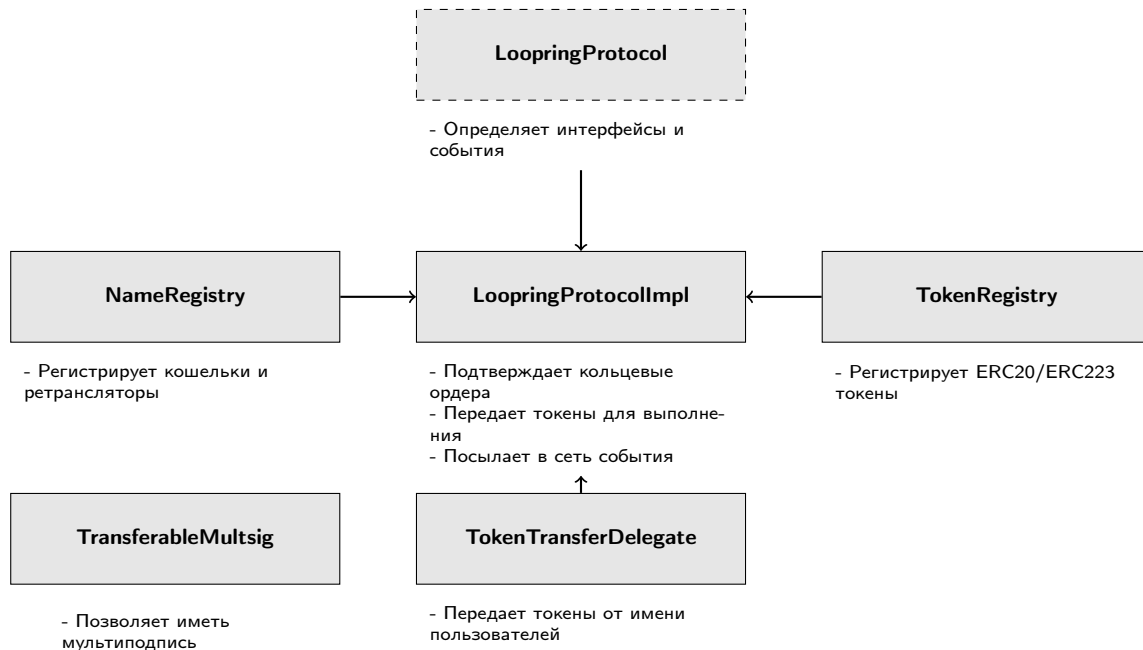 LoopringProtocol
- Определяет интерфейсы и
события
NameRegistry
LoopringProtocolImpl
TokenRegistry
- Регистрирует кошельки и
ретрансляторы
- Подтверждает кольцевые
ордера
- Передает токены для выполне-
ния
- Посылает в сеть события
- Регистрирует ERC20/ERC223
токены
TransferableMultsig
TokenTransferDelegate
- Позволяет иметь
мультиподпись
- Передает токены от имени
пользователей